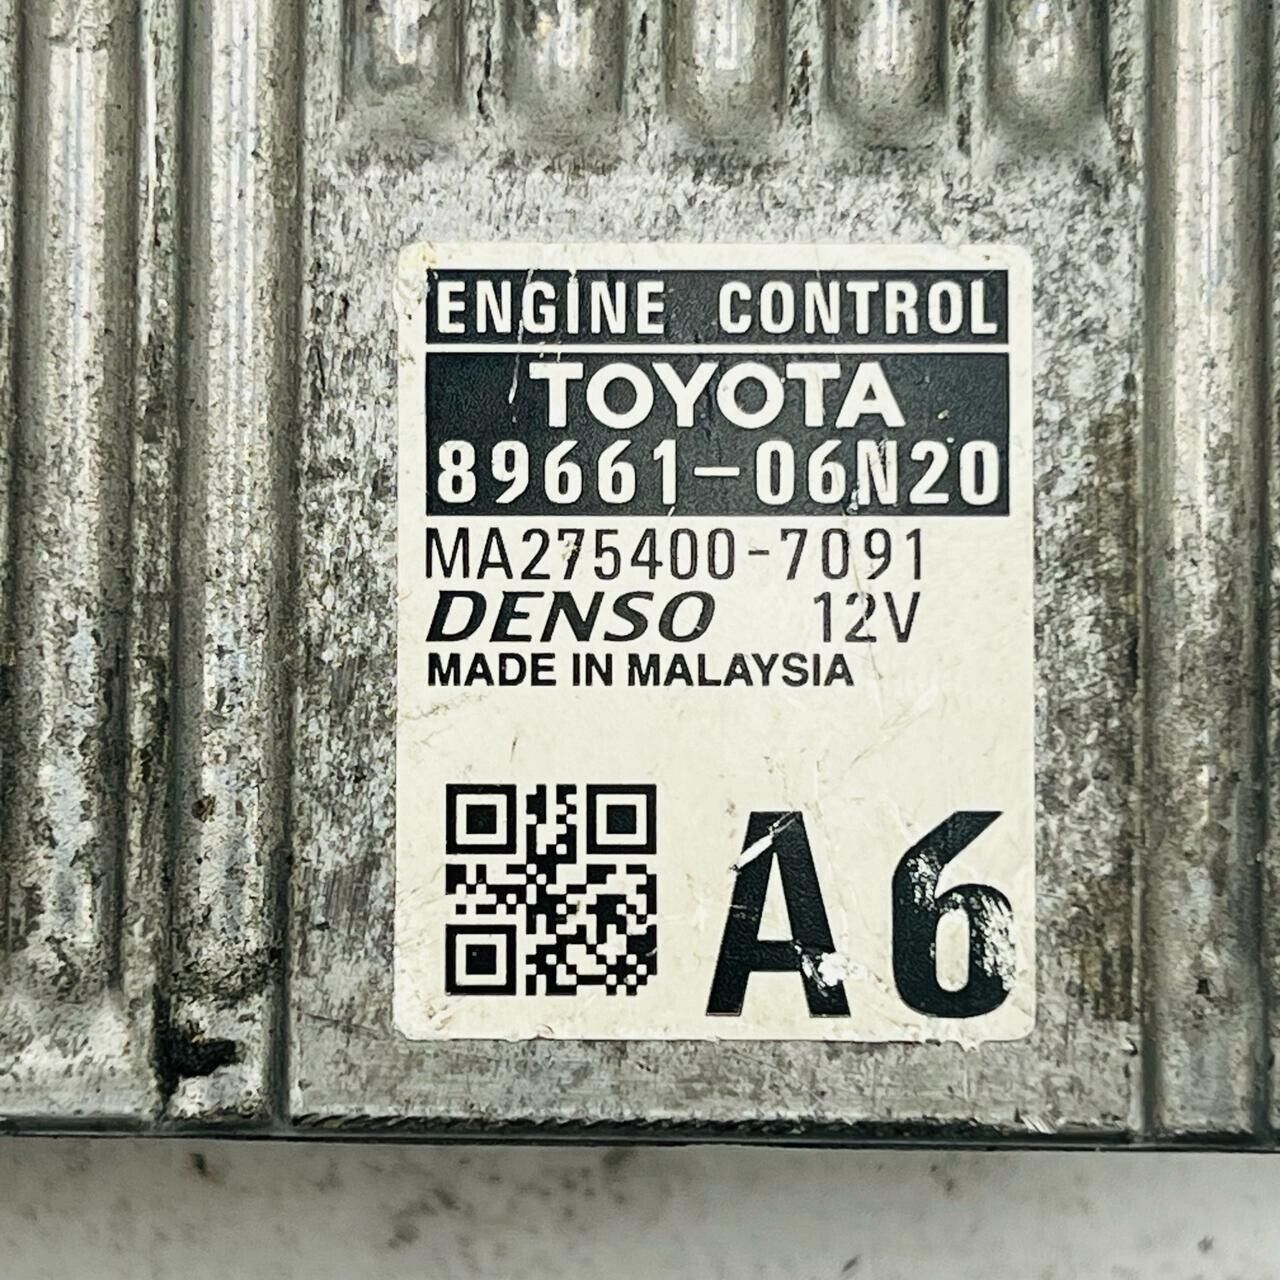 ENGINE CONTROL
TOYOTA
89661-06N20
MA275400-7091
DENSO 12V
MADE IN MALAYSIA
A6